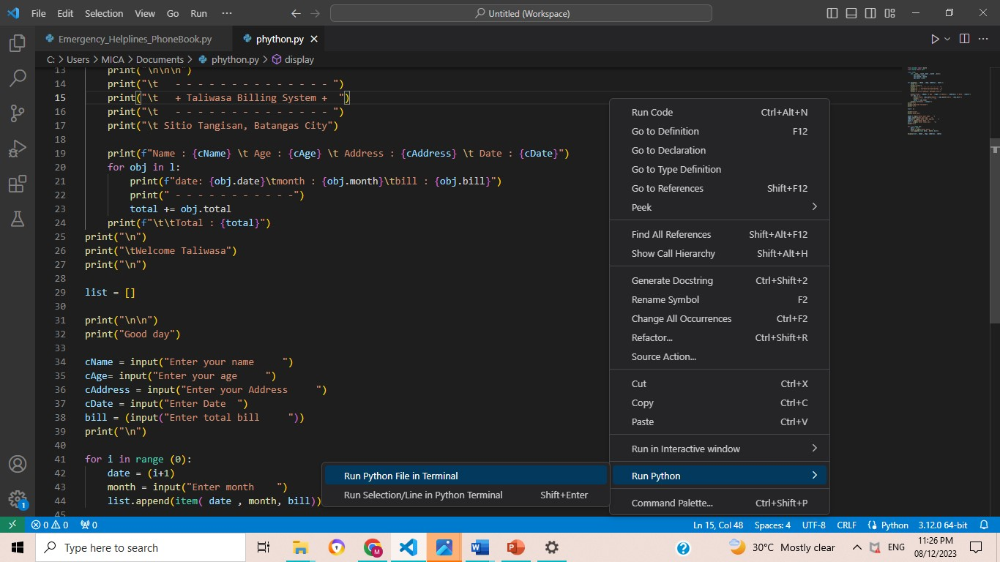 File Edit Selection View Go Run ···
Untitled (Workspace)
Emergency_Helplines_PhoneBook.py
phython.py
C: > Users > MICA > Documents > phython.py > display
13 print("\n\n\n")
14 print("\t   - - - - - - - - - - - - - - ")
15 print("\t   + Taliwasa Billing System +  ")
16 print("\t   - - - - - - - - - - - - - - ")
17 print("\t Sitio Tangisan, Batangas City")
18
19 print(f"Name : {cName} \t Age : {cAge} \t Address : {cAddress} \t Date : {cDate}")
20 for obj in l:
21 print(f"date: {obj.date}\tmonth : {obj.month}\tbill : {obj.bill}")
22 print(" - - - - - - - - - - -")
23 total += obj.total
24 print(f"\t\tTotal : {total}")
25 print("\n")
26 print("\tWelcome Taliwasa")
27 print("\n")
28
29 list = []
30
31 print("\n\n")
32 print("Good day")
33
34 cName = input("Enter your name     ")
35 cAge= input("Enter your age     ")
36 cAddress = input("Enter your Address     ")
37 cDate = input("Enter Date  ")
38 bill = (input("Enter total bill     "))
39 print("\n")
40
41 for i in range (0):
42 date = (i+1)
43 month = input("Enter month    ")
44 list.append(item( date , month, bill))
45
Run Code Ctrl+Alt+N
Go to Definition F12
Go to Declaration
Go to Type Definition
Go to References Shift+F12
Peek >
Find All References Shift+Alt+F12
Show Call Hierarchy Shift+Alt+H
Generate Docstring Ctrl+Shift+2
Rename Symbol F2
Change All Occurrences Ctrl+F2
Refactor... Ctrl+Shift+R
Source Action...
Cut Ctrl+X
Copy Ctrl+C
Paste Ctrl+V
Run in Interactive window >
Run Python >
Command Palette... Ctrl+Shift+P
Run Python File in Terminal
Run Selection/Line in Python Terminal Shift+Enter
1
0 0 0 Ln 15, Col 48 Spaces: 4 UTF-8 CRLF Python 3.12.0 64-bit
Type here to search
30°C Mostly clear
ENG
11:26 PM
08/12/2023